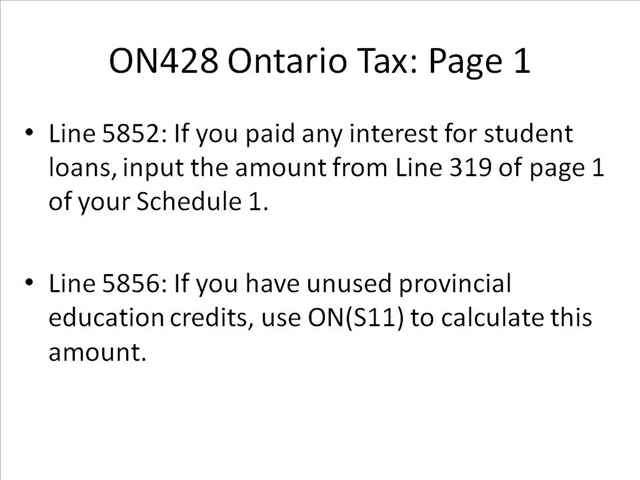 ON428 Ontario Tax: Page 1
• Line 5852: If you paid any interest for student
loans, input the amount from Line 319 of page 1
of your Schedule 1.
• Line 5856: If you have unused provincial
education credits, use ON(S11) to calculate this
amount.